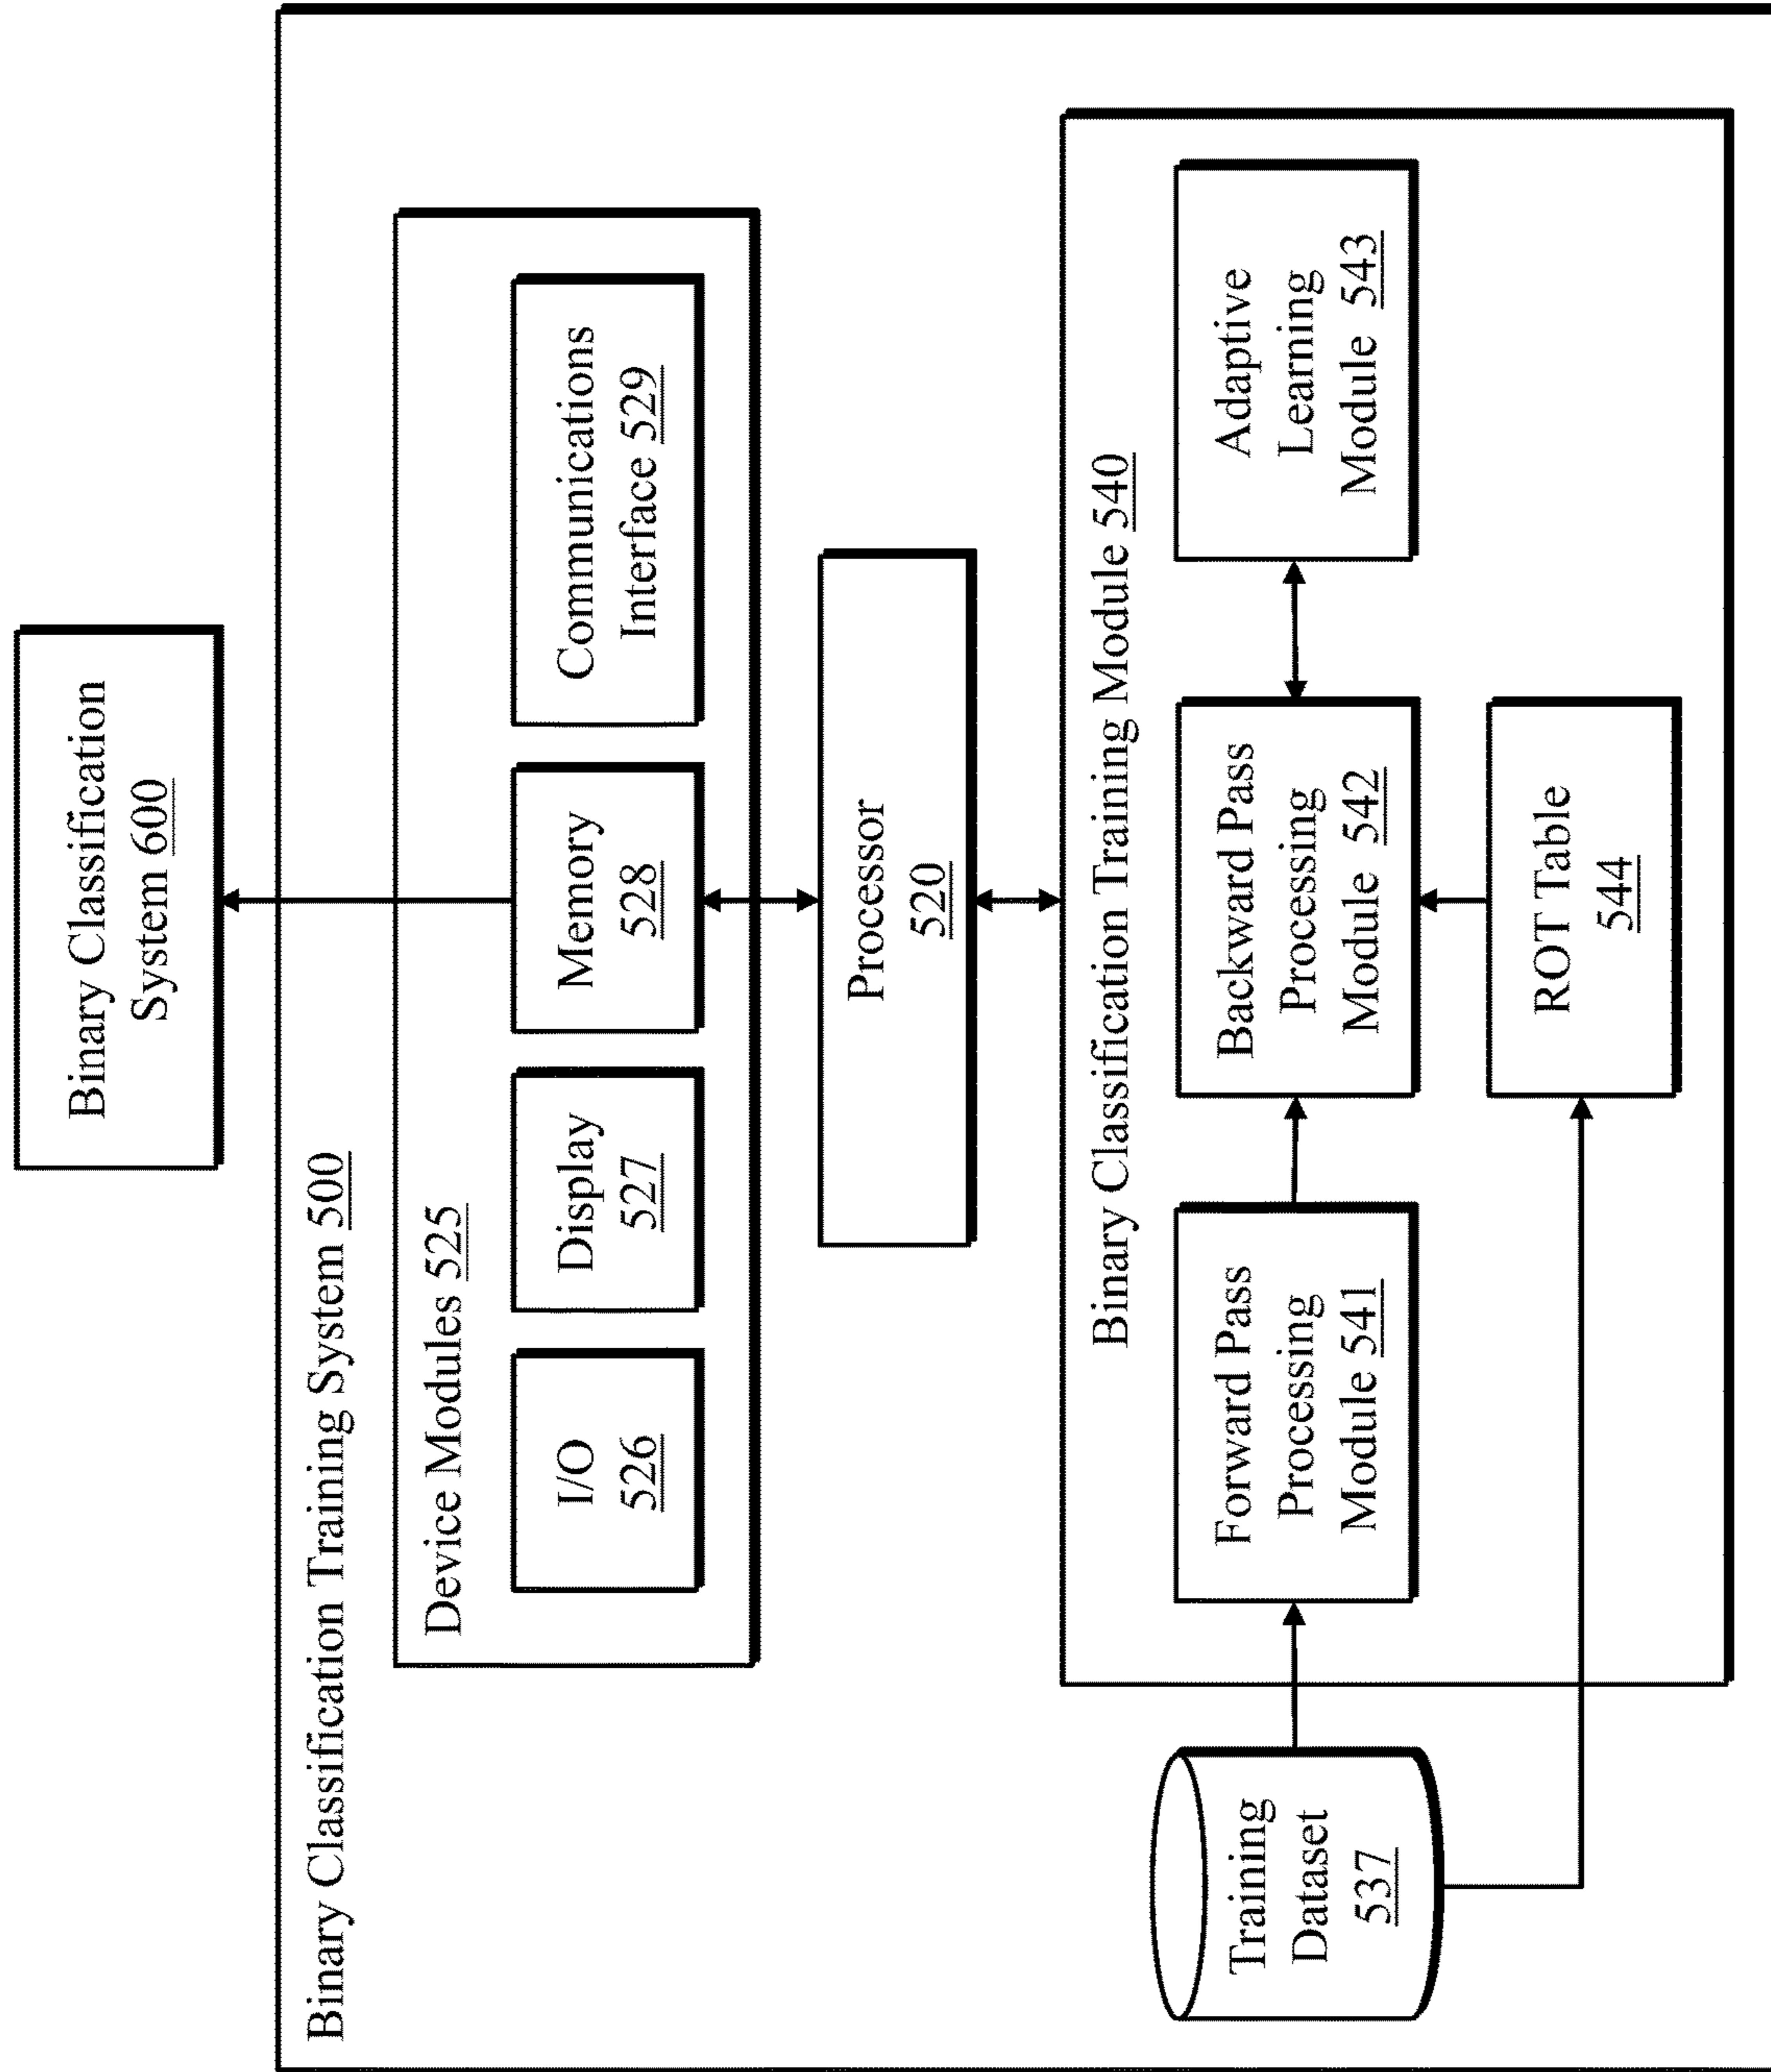 Binary Classification
System 600
Binary Classification Training System 500
Device Modules 525
I/O
526
Display
527
Memory
528
Communications
Interface 529
Processor
520
Binary Classification Training Module 540
Training
Dataset
537
Forward Pass
Processing
Module 541
Backward Pass
Processing
Module 542
Adaptive
Learning
Module 543
ROT Table
544